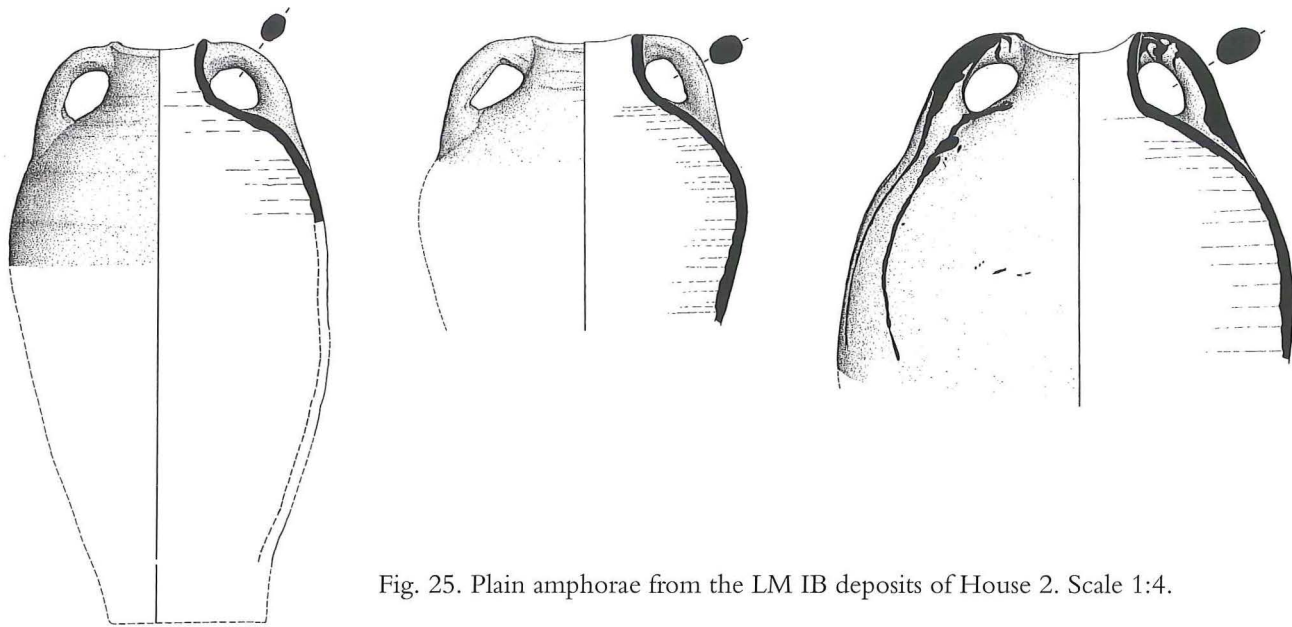 Fig. 25. Plain amphorae from the LM IB deposits of House 2. Scale 1:4.